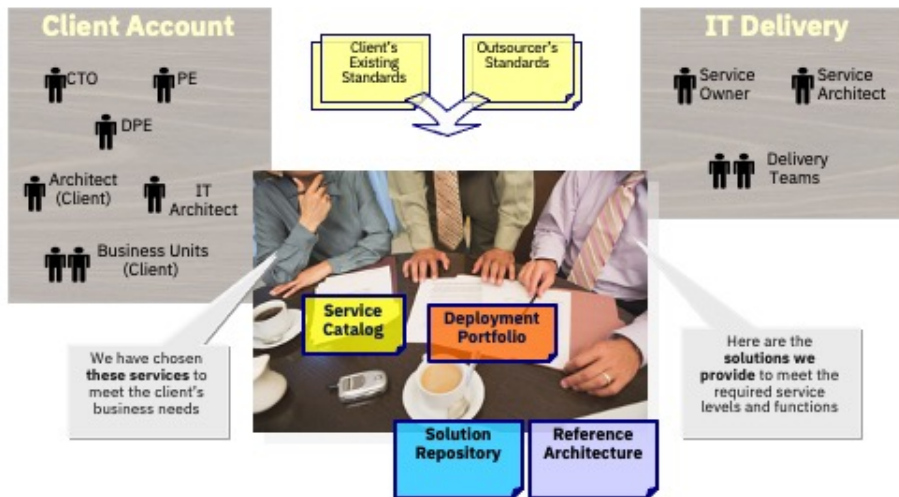 Client Account
CTO
PE
DPE
Architect
(Client)
IT
Architect
Business Units
(Client)
Client's
Existing
Standards
Outsourcer's
Standards
IT Delivery
Service
Owner
Service
Architect
Delivery
Teams
We have chosen
these services to
meet the client's
business needs
Service
Catalog
Deployment
Portfolio
Here are the
solutions we
provide to meet the
required service
levels and functions
Solution
Repository
Reference
Architecture